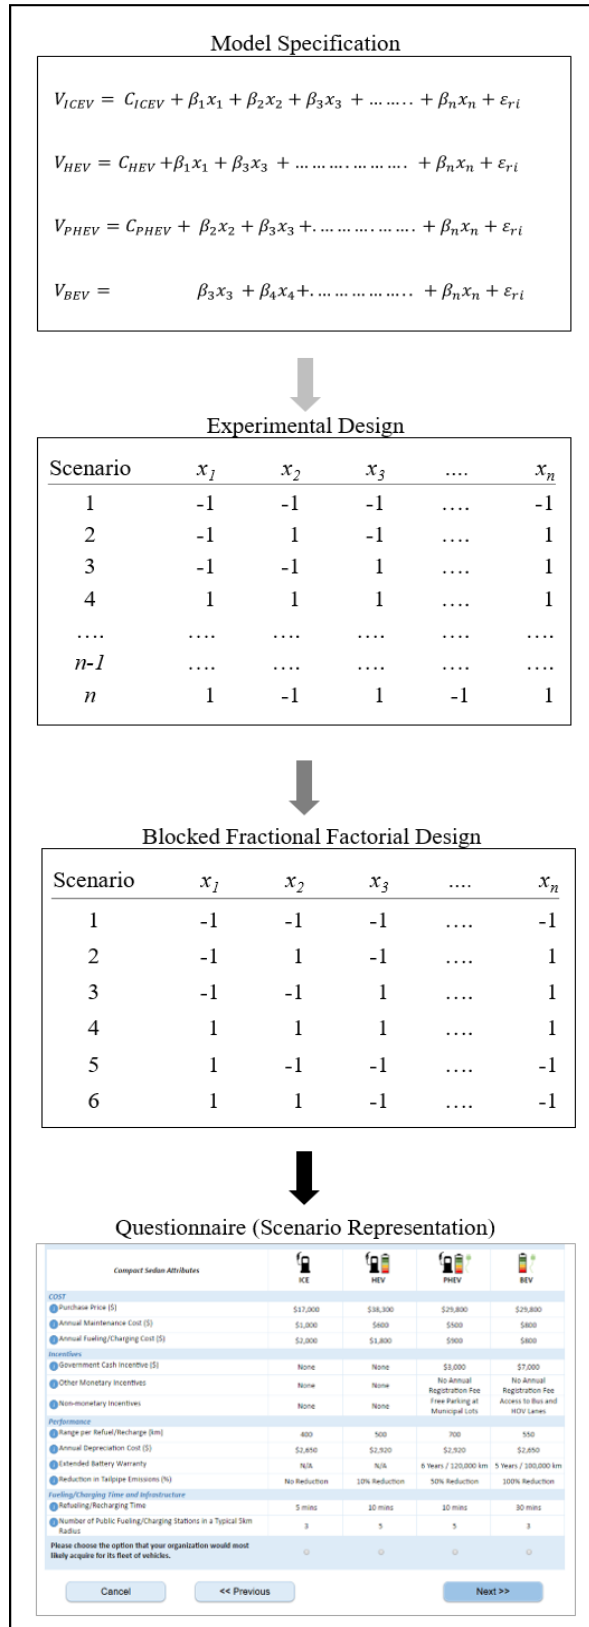 Model Specification
V_ICEV = C_ICEV + β₁x₁ + β₂x₂ + β₃x₃ + …….. + βₙxₙ + ε_ri
V_HEV = C_HEV +β₁x₁ + β₃x₃ + ………. ………. + βₙxₙ + ε_ri
V_PHEV = C_PHEV + β₂x₂ + β₃x₃ +. ………. ……. + βₙxₙ + ε_ri
V_BEV = β₃x₃ + β₄x₄+. …………….. + βₙxₙ + ε_ri
Experimental Design
Scenario x₁ x₂ x₃ .... xₙ
1 -1 -1 -1 .... -1
2 -1 1 -1 .... 1
3 -1 -1 1 .... 1
4 1 1 1 .... 1
.... .... .... .... .... ....
n-1 .... .... .... .... ....
n 1 -1 1 -1 1
Blocked Fractional Factorial Design
Scenario x₁ x₂ x₃ .... xₙ
1 -1 -1 -1 .... -1
2 -1 1 -1 .... 1
3 -1 -1 1 .... 1
4 1 1 1 .... 1
5 1 -1 -1 .... -1
6 1 1 -1 .... -1
Questionnaire (Scenario Representation)
Compact Sedan Attributes ICE HEV PHEV BEV
COST
Purchase Price ($) $17,000 $38,300 $29,800 $29,800
Annual Maintenance Cost ($) $1,000 $600 $500 $800
Annual Fueling/Charging Cost ($) $2,000 $1,800 $900 $600
Incentives
Government Cash Incentive ($) None None $3,000 $7,000
Other Monetary Incentives None None No Annual Registration Fee No Annual Registration Fee
Non-monetary Incentives None None Free Parking at Municipal Lots Access to Bus and HOV Lanes
Performance
Range per Refuel/Recharge (km) 400 500 700 550
Annual Depreciation Cost ($) $2,650 $2,920 $2,920 $2,650
Extended Battery Warranty N/A N/A 6 Years / 120,000 km 5 Years / 100,000 km
Reduction in Tailpipe Emissions (%) No Reduction 10% Reduction 50% Reduction 100% Reduction
Fueling/Charging Time and Infrastructure
Refueling/Recharging Time 5 mins 10 mins 10 mins 30 mins
Number of Public Fueling/Charging Stations in a Typical 5km Radius 3 5 5 3
Please choose the option that your organization would most
likely acquire for its fleet of vehicles.
Cancel << Previous Next >>